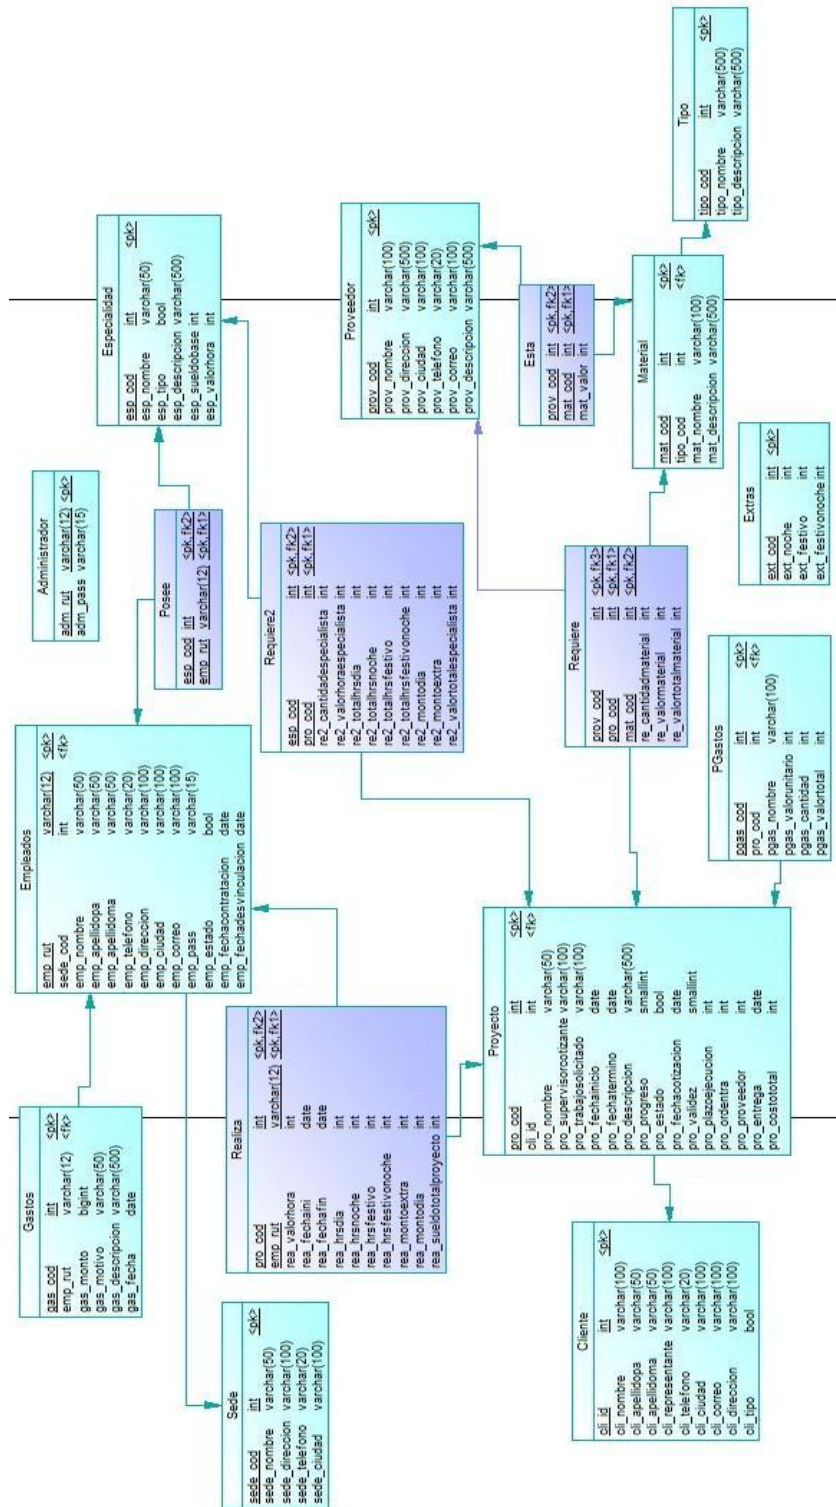 Gastos
gas_cod int <pk>
emp_rut varchar(12) <fk>
gas_monto bigint
gas_motivo varchar(50)
gas_descripcion varchar(500)
gas_fecha date
Empleados
emp_rut varchar(12) <pk>
sede_cod int <fk>
emp_nombre varchar(50)
emp_apellidopa varchar(50)
emp_apellidoma varchar(50)
emp_telefono varchar(20)
emp_direccion varchar(100)
emp_ciudad varchar(100)
emp_correo varchar(100)
emp_pass varchar(15)
emp_estado bool
emp_fechacontratacion date
emp_fechadesvinculacion date
Administrador
adm_rut varchar(12) <pk>
adm_pass varchar(15)
Especialidad
esp_cod int <pk>
esp_nombre varchar(50)
esp_tipo bool
esp_descripcion varchar(500)
esp_sueldobase int
esp_valorhora int
Posee
esp_cod int <pk,fk2>
emp_rut varchar(12) <pk,fk1>
Sede
sede_cod int <pk>
sede_nombre varchar(50)
sede_direccion varchar(100)
sede_telefono varchar(20)
sede_ciudad varchar(100)
Realiza
pro_cod int <pk,fk2>
emp_rut varchar(12) <pk,fk1>
rea_valorhora int
rea_fechaini date
rea_fechafin date
rea_hrsdia int
rea_hrsnoche int
rea_hrsfestivo int
rea_hrsfestivonoche int
rea_montoextra int
rea_montodia int
rea_sueldototalproyecto int
Requiere2
esp_cod int <pk,fk2>
pro_cod int <pk,fk1>
re2_cantidadespecialista int
re2_valorhoraespecialista int
re2_totalhrsdia int
re2_totalhrsnoche int
re2_totalhrsfestivo int
re2_totalhrsfestivonoche int
re2_montodia int
re2_montoextra int
re2_valortotalespecialista int
Proveedor
prov_cod int <pk>
prov_nombre varchar(100)
prov_direccion varchar(500)
prov_ciudad varchar(100)
prov_telefono varchar(20)
prov_correo varchar(100)
prov_descripcion varchar(500)
Proyecto
pro_cod int <pk>
cli_id int <fk>
pro_nombre varchar(50)
pro_supervisorcotizante varchar(100)
pro_trabajosolicitado varchar(100)
pro_fechainicio date
pro_fechatermino date
pro_descripcion varchar(500)
pro_progreso smallint
pro_estado bool
pro_fechacotizacion date
pro_validez smallint
pro_plazoejecucion int
pro_ordentra int
pro_proveedor int
pro_entrega date
pro_costototal int
Esta
prov_cod int <pk,fk2>
mat_cod int <pk,fk1>
mat_valor int
Requiere
prov_cod int <pk,fk3>
pro_cod int <pk,fk1>
mat_cod int <pk,fk2>
re_cantidadmaterial int
re_valormaterial int
re_valortotalmaterial int
Cliente
cli_id int <pk>
cli_nombre varchar(100)
cli_apellidopa varchar(50)
cli_apellidoma varchar(50)
cli_representante varchar(100)
cli_telefono varchar(20)
cli_ciudad varchar(100)
cli_correo varchar(100)
cli_direccion varchar(100)
cli_tipo bool
Material
mat_cod int <pk>
tipo_cod int <fk>
mat_nombre varchar(100)
mat_descripcion varchar(500)
Tipo
tipo_cod int <pk>
tipo_nombre varchar(500)
tipo_descripcion varchar(500)
PGastos
pgas_cod int <pk>
pro_cod int <fk>
pgas_nombre varchar(100)
pgas_valorunitario int
pgas_cantidad int
pgas_valortotal int
Extras
ext_cod int <pk>
ext_noche int
ext_festivo int
ext_festivonoche int